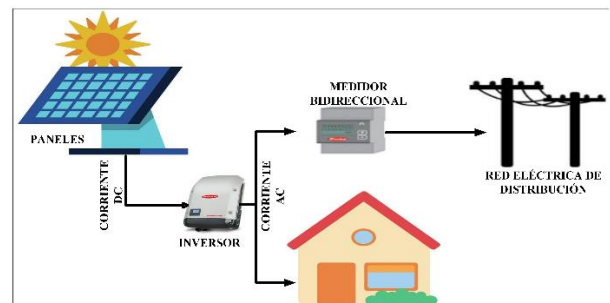 PANELES
CORRIENTE
DC
INVERSOR
CORRIENTE
AC
MEDIDOR
BIDIRECCIONAL
RED ELÉCTRICA DE
DISTRIBUCIÓN